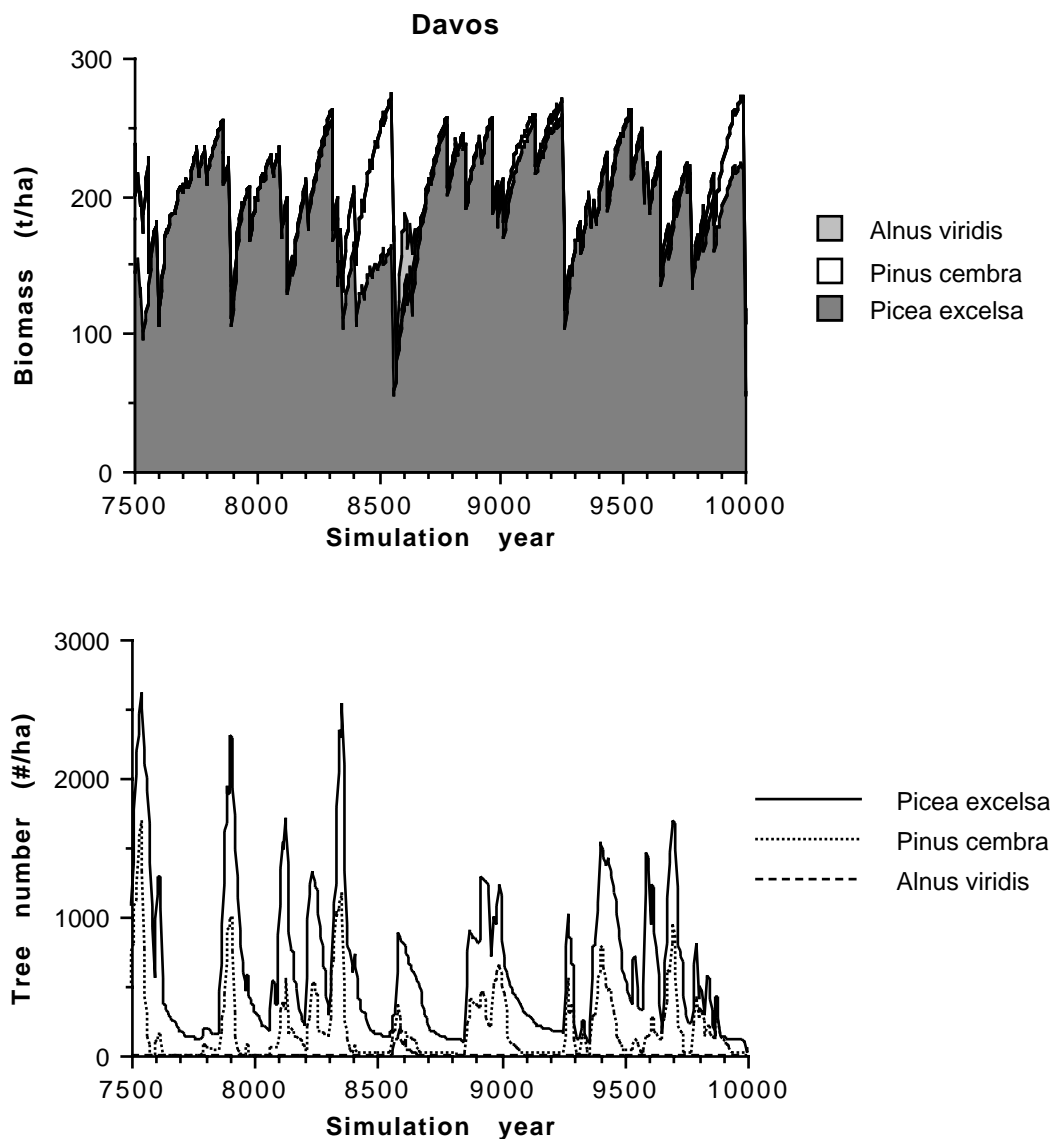 Davos
300
200
100
0
Biomass (t/ha)
7500 8000 8500 9000 9500 10000
Simulation year
Alnus viridis
Pinus cembra
Picea excelsa
3000
2000
1000
0
Tree number (#/ha)
7500 8000 8500 9000 9500 10000
Simulation year
Picea excelsa
Pinus cembra
Alnus viridis